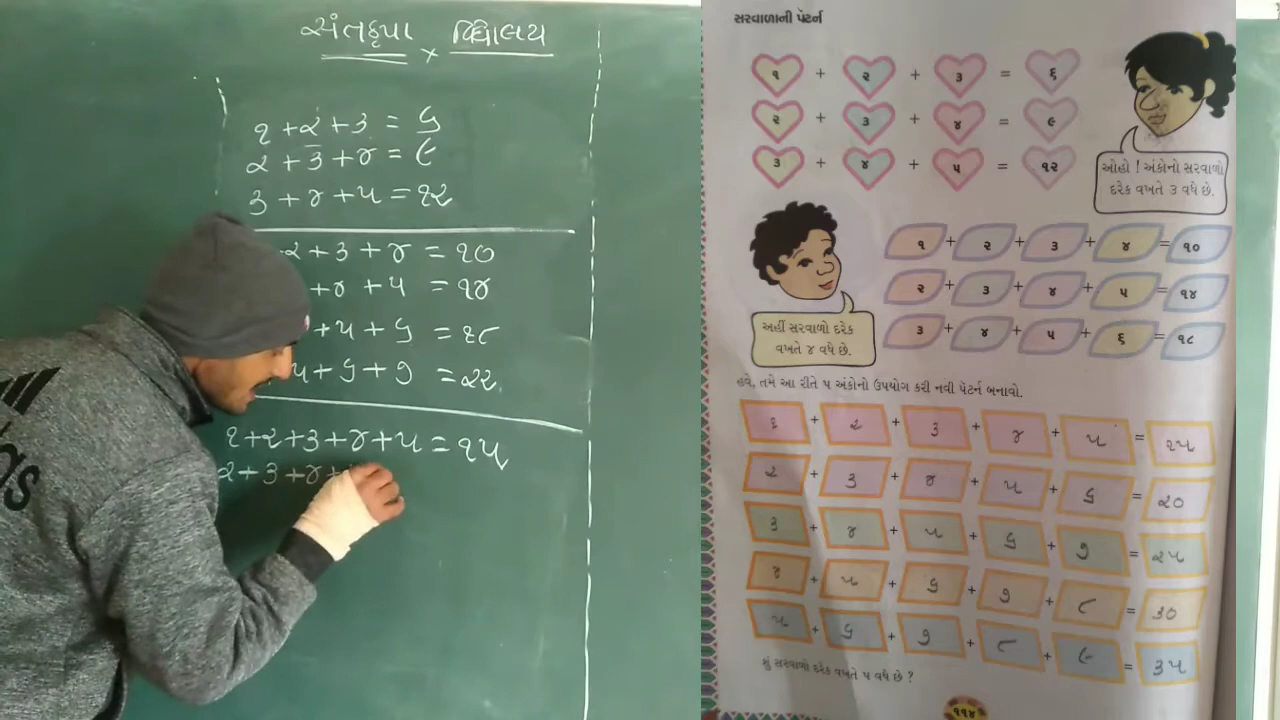 સંતકૃપા × વિદ્યાલય
૧ + ૨ + ૩ = ૬
૨ + ૩ + ૪ = ૯
૩ + ૪ + ૫ = ૧૨
૨ + ૩ + ૪ = ૧૦
+ ૪ + ૫ = ૧૪
+ ૫ + ૬ = ૧૮
૫ + ૬ + ૭ = ૨૨
૧ + ૨ + ૩ + ૪ + ૫ = ૧૫
૨ + ૩ + ૪ +
સરવાળાની પૅટર્ન
૧ + ૨ + ૩ = ૬
૨ + ૩ + ૪ = ૯
૩ + ૪ + ૫ = ૧૨
ઓહો ! અંકોનો સરવાળો
દરેક વખતે ૩ વધે છે.
૧ + ૨ + ૩ + ૪ = ૧૦
૨ + ૩ + ૪ + ૫ = ૧૪
૩ + ૪ + ૫ + ૬ = ૧૮
અહીં સરવાળો દરેક
વખતે ૪ વધે છે.
હવે, તમે આ રીતે ૫ અંકોનો ઉપયોગ કરી નવી પૅટર્ન બનાવો.
૧ + ૨ + ૩ + ૪ + ૫ = ૧૫
૨ + ૩ + ૪ + ૫ + ૬ = ૨૦
૩ + ૪ + ૫ + ૬ + ૭ = ૨૫
૪ + ૫ + ૬ + ૭ + ૮ = ૩૦
૫ + ૬ + ૭ + ૮ + ૯ = ૩૫
શું સરવાળો દરેક વખતે ૫ વધે છે ?
૧૧૪